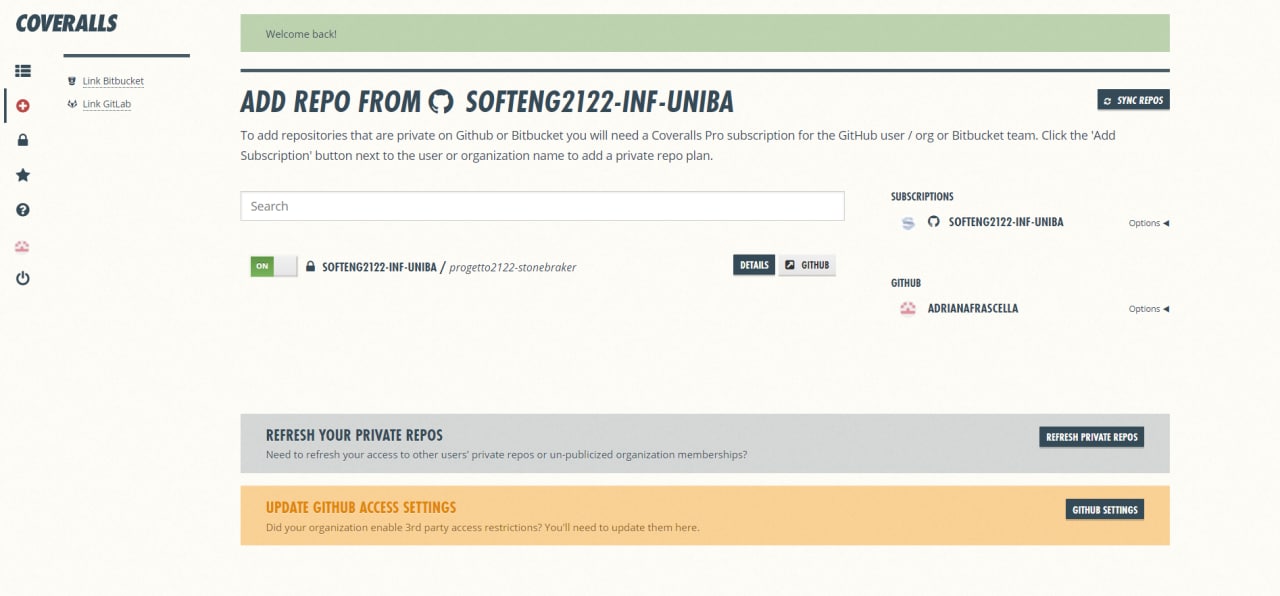 COVERALLS
Link Bitbucket
Link GitLab
Welcome back!
ADD REPO FROM SOFTENG2122-INF-UNIBA
SYNC REPOS
To add repositories that are private on Github or Bitbucket you will need a Coveralls Pro subscription for the GitHub user / org or Bitbucket team. Click the 'Add
Subscription' button next to the user or organization name to add a private repo plan.
Search
ON SOFTENG2122-INF-UNIBA / progetto2122-stonebraker
DETAILS
GITHUB
SUBSCRIPTIONS
SOFTENG2122-INF-UNIBA
Options
GITHUB
ADRIANAFRASCELLA
Options
REFRESH YOUR PRIVATE REPOS
Need to refresh your access to other users' private repos or un-publicized organization memberships?
REFRESH PRIVATE REPOS
UPDATE GITHUB ACCESS SETTINGS
Did your organization enable 3rd party access restrictions? You'll need to update them here.
GITHUB SETTINGS